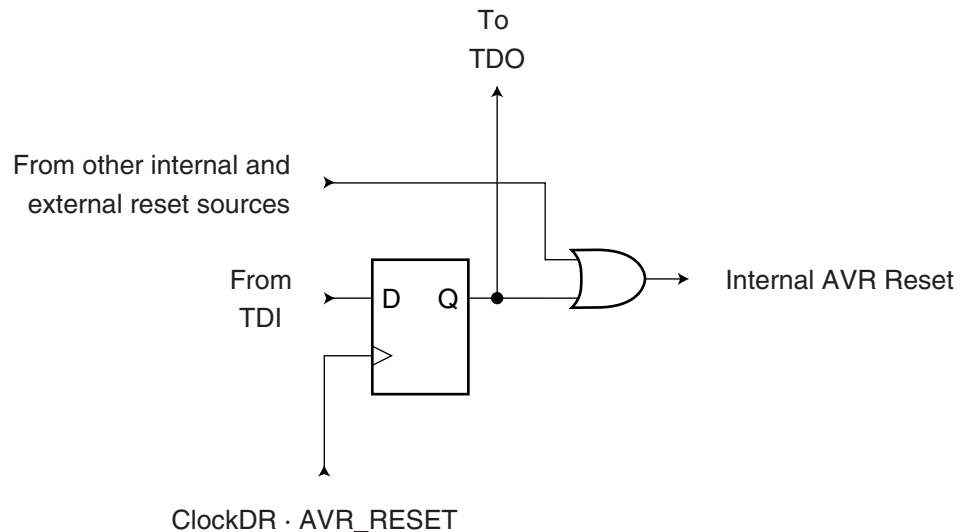 To
TDO
From other internal and
external reset sources
From
TDI
D
Q
Internal AVR Reset
ClockDR · AVR_RESET